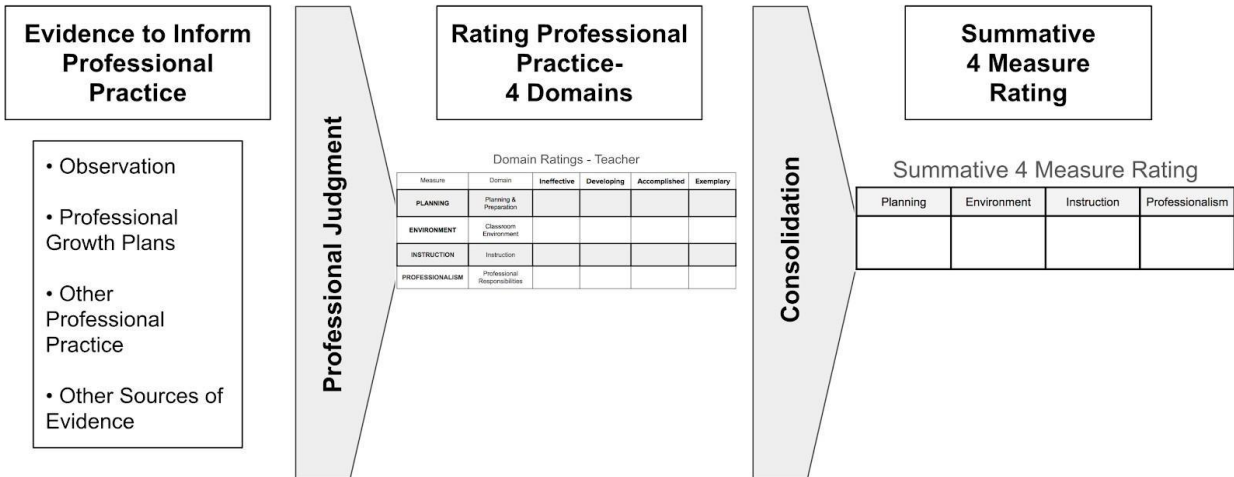 Evidence to Inform
Professional
Practice
• Observation
• Professional
Growth Plans
• Other
Professional
Practice
• Other Sources of
Evidence
Professional Judgment
Rating Professional
Practice-
4 Domains
Domain Ratings - Teacher
Measure Domain Ineffective Developing Accomplished Exemplary
PLANNING Planning &
Preparation
ENVIRONMENT Classroom
Environment
INSTRUCTION Instruction
PROFESSIONALISM Professional
Responsibilities
Consolidation
Summative
4 Measure
Rating
Summative 4 Measure Rating
Planning Environment Instruction Professionalism